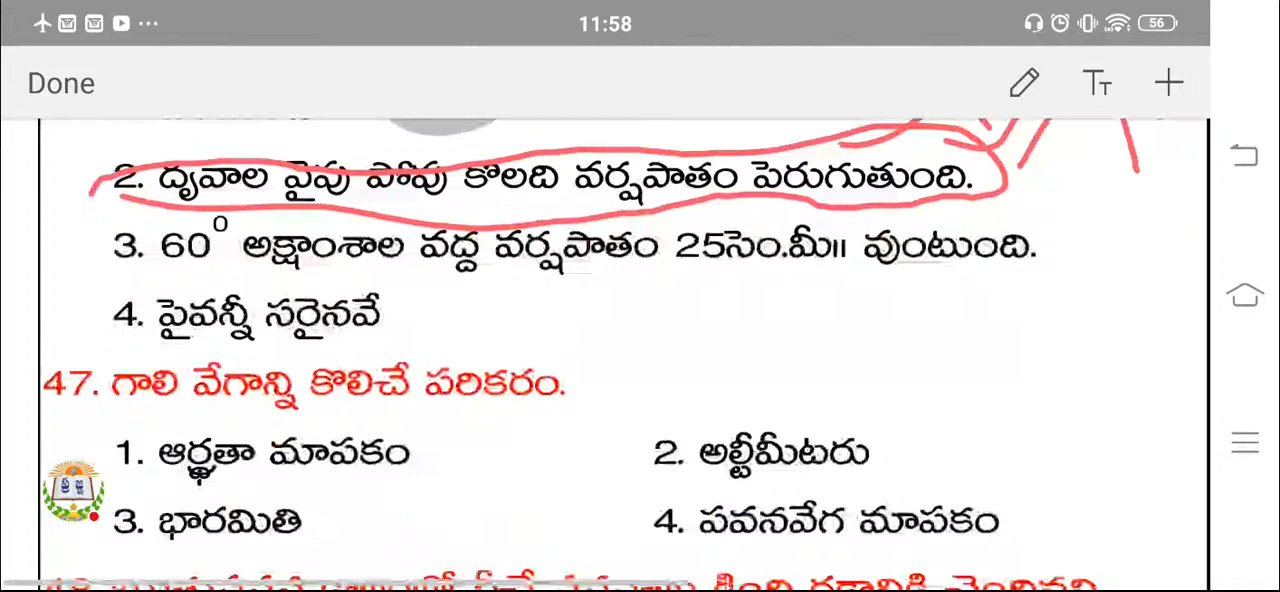 11:58
56
Done
2. దృవాల వైపు పోవు కొలది వర్షపాతం పెరుగుతుంది.
3. 60⁰ అక్షాంశాల వద్ద వర్షపాతం 25సెం.మీ॥ వుంటుంది.
4. పైవన్నీ సరైనవే
47. గాలి వేగాన్ని కొలిచే పరికరం.
1. ఆర్ధ్రతా మాపకం 2. అల్టీమీటరు
3. భారమితి 4. పవనవేగ మాపకం